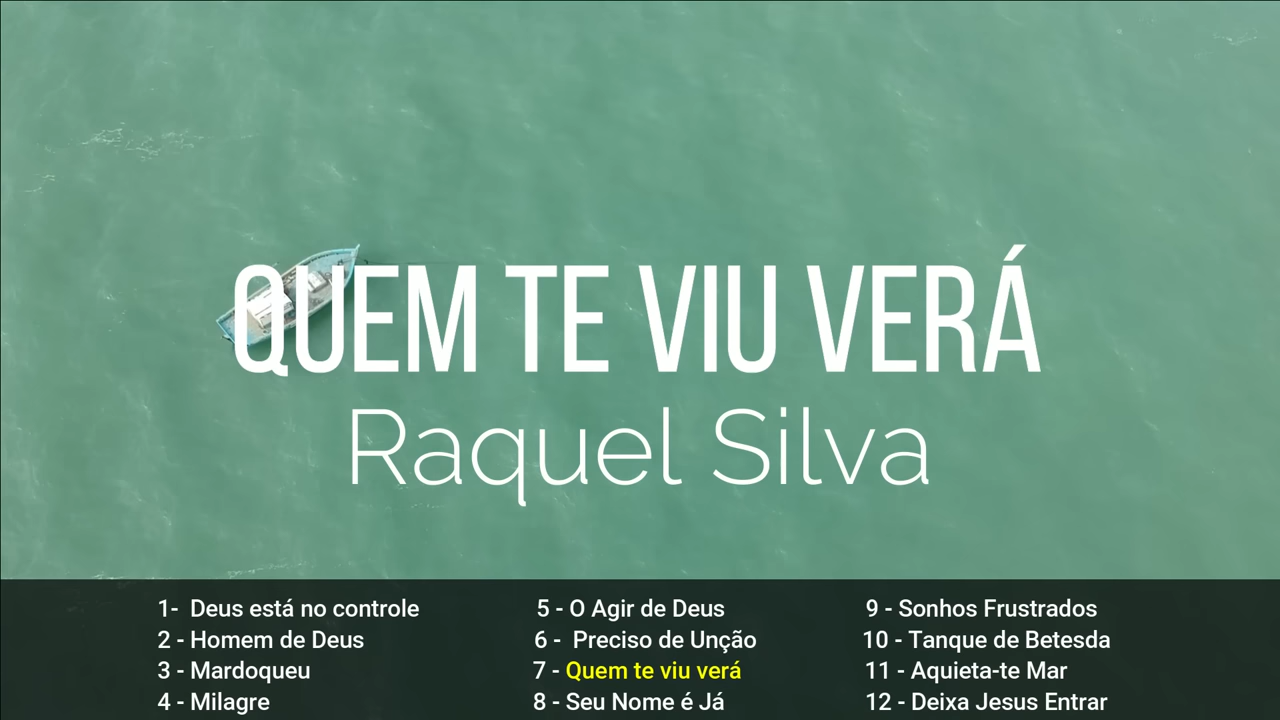 QUEM TE VIU VERÁ
Raquel Silva
1-  Deus está no controle
2 - Homem de Deus
3 - Mardoqueu
4 - Milagre
5 - O Agir de Deus
6 -  Preciso de Unção
7 - Quem te viu verá
8 - Seu Nome é Já
9 - Sonhos Frustrados
10 - Tanque de Betesda
11 - Aquieta-te Mar
12 - Deixa Jesus Entrar